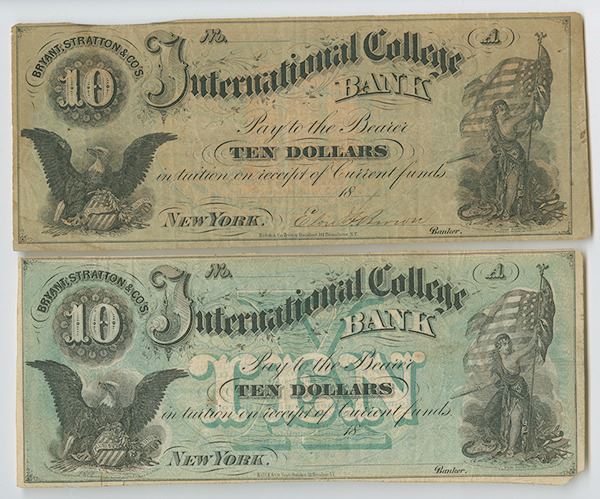 BRYANT, STRATTON & CO'S.
No. A
10
International College
BANK
Pay to the Bearer
TEN DOLLARS
in tuition on receipt of Current funds.
18
NEW YORK.
Banker.
BRYANT, STRATTON & CO'S.
No. A
10
International College
BANK
Pay to the Bearer
TEN
TEN DOLLARS
in tuition on receipt of Current funds.
18
NEW YORK.
Banker.